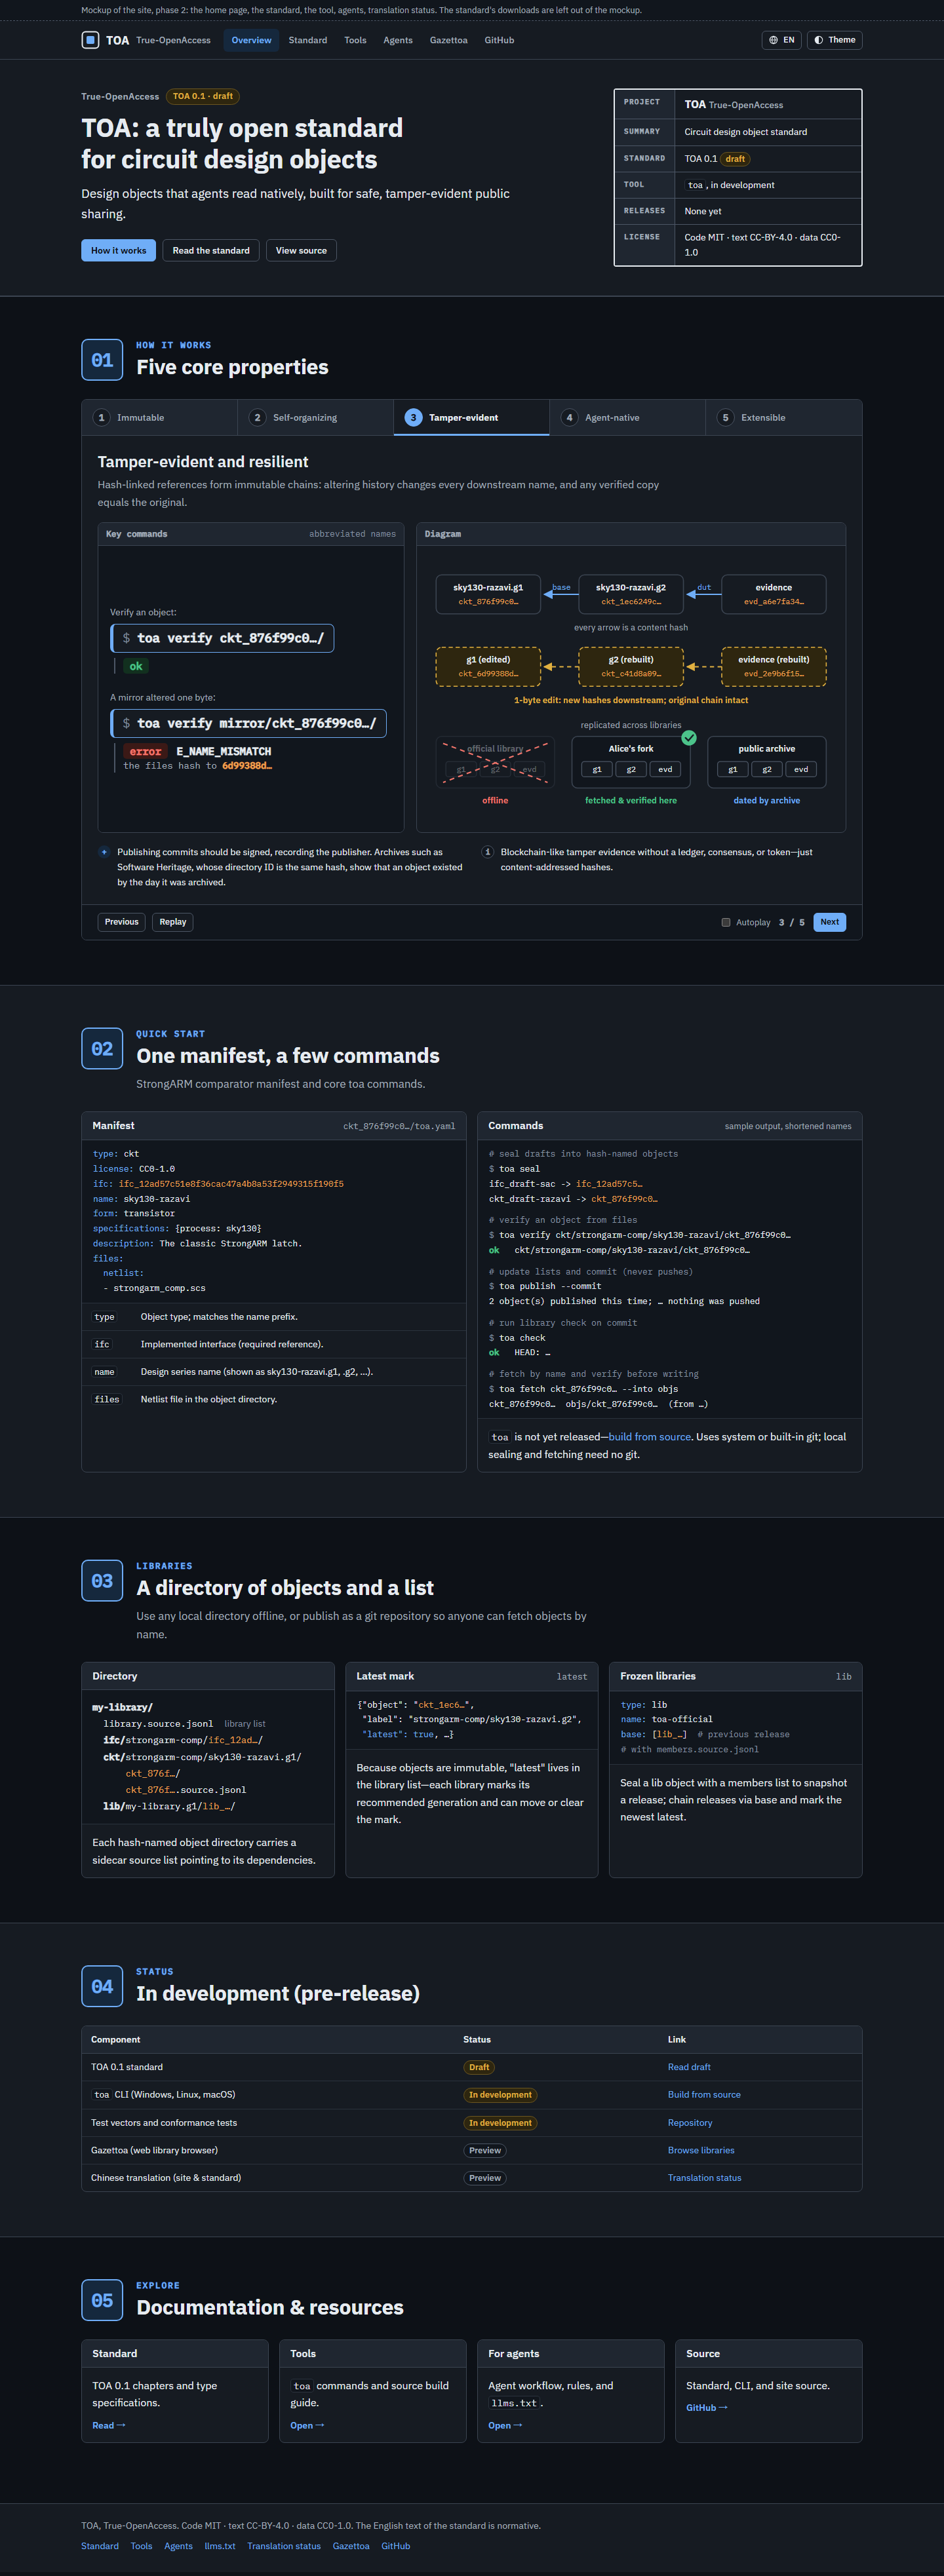 Mockup of the site, phase 2: the home page, the standard, the tool, agents, translation status. The standard's downloads are left out of the mockup.
TOA True-OpenAccess Overview Standard Tools Agents Gazettoa GitHub EN Theme
True-OpenAccess TOA 0.1 · draft
TOA: a truly open standard
for circuit design objects
Design objects that agents read natively, built for safe, tamper-evident public
sharing.
How it works Read the standard View source
PROJECT TOA True-OpenAccess
SUMMARY Circuit design object standard
STANDARD TOA 0.1 draft
TOOL toa, in development
RELEASES None yet
LICENSE Code MIT · text CC-BY-4.0 · data CC0-
1.0
01 HOW IT WORKS
Five core properties
1 Immutable 2 Self-organizing 3 Tamper-evident 4 Agent-native 5 Extensible
Tamper-evident and resilient
Hash-linked references form immutable chains: altering history changes every downstream name, and any verified copy
equals the original.
Key commands abbreviated names
Verify an object:
$ toa verify ckt_876f99c0…/
ok
A mirror altered one byte:
$ toa verify mirror/ckt_876f99c0…/
error E_NAME_MISMATCH
the files hash to 6d99388d…
Diagram
sky130-razavi.g1 base sky130-razavi.g2 dut evidence
ckt_876f99c0… ckt_1ec6249c… evd_a6e7fa34…
every arrow is a content hash
g1 (edited) g2 (rebuilt) evidence (rebuilt)
ckt_6d99388d… ckt_c41d8a09… evd_2e9b6f15…
1-byte edit: new hashes downstream; original chain intact
replicated across libraries
official library Alice's fork public archive
g1 g2 evd g1 g2 evd g1 g2 evd
offline fetched & verified here dated by archive
+ Publishing commits should be signed, recording the publisher. Archives such as
Software Heritage, whose directory ID is the same hash, show that an object existed
by the day it was archived.
i Blockchain-like tamper evidence without a ledger, consensus, or token—just
content-addressed hashes.
Previous Replay Autoplay 3 / 5 Next
02 QUICK START
One manifest, a few commands
StrongARM comparator manifest and core toa commands.
Manifest ckt_876f99c0…/toa.yaml
type: ckt
license: CC0-1.0
ifc: ifc_12ad57c51e8f36cac47a4b8a53f2949315f190f5
name: sky130-razavi
form: transistor
specifications: {process: sky130}
description: The classic StrongARM latch.
files:
netlist:
- strongarm_comp.scs
type Object type; matches the name prefix.
ifc Implemented interface (required reference).
name Design series name (shown as sky130-razavi.g1, .g2, …).
files Netlist file in the object directory.
Commands sample output, shortened names
# seal drafts into hash-named objects
$ toa seal
ifc_draft-sac -> ifc_12ad57c5…
ckt_draft-razavi -> ckt_876f99c0…
# verify an object from files
$ toa verify ckt/strongarm-comp/sky130-razavi/ckt_876f99c0…
ok ckt/strongarm-comp/sky130-razavi/ckt_876f99c0…
# update lists and commit (never pushes)
$ toa publish --commit
2 object(s) published this time; … nothing was pushed
# run library check on commit
$ toa check
ok HEAD: …
# fetch by name and verify before writing
$ toa fetch ckt_876f99c0… --into objs
ckt_876f99c0… objs/ckt_876f99c0… (from …)
toa is not yet released—build from source. Uses system or built-in git; local
sealing and fetching need no git.
03 LIBRARIES
A directory of objects and a list
Use any local directory offline, or publish as a git repository so anyone can fetch objects by
name.
Directory
my-library/
library.source.jsonl library list
ifc/strongarm-comp/ifc_12ad…/
ckt/strongarm-comp/sky130-razavi.g1/
ckt_876f…/
ckt_876f….source.jsonl
lib/my-library.g1/lib_…/
Each hash-named object directory carries a
sidecar source list pointing to its dependencies.
Latest mark latest
{"object": "ckt_1ec6…",
"label": "strongarm-comp/sky130-razavi.g2",
"latest": true, …}
Because objects are immutable, "latest" lives in
the library list—each library marks its
recommended generation and can move or clear
the mark.
Frozen libraries lib
type: lib
name: toa-official
base: [lib_…] # previous release
# with members.source.jsonl
Seal a lib object with a members list to snapshot
a release; chain releases via base and mark the
newest latest.
04 STATUS
In development (pre-release)
Component Status Link
TOA 0.1 standard Draft Read draft
toa CLI (Windows, Linux, macOS) In development Build from source
Test vectors and conformance tests In development Repository
Gazettoa (web library browser) Preview Browse libraries
Chinese translation (site & standard) Preview Translation status
05 EXPLORE
Documentation & resources
Standard
TOA 0.1 chapters and type
specifications.
Read →
Tools
toa commands and source build
guide.
Open →
For agents
Agent workflow, rules, and
llms.txt.
Open →
Source
Standard, CLI, and site source.
GitHub →
TOA, True-OpenAccess. Code MIT · text CC-BY-4.0 · data CC0-1.0. The English text of the standard is normative.
Standard Tools Agents llms.txt Translation status Gazettoa GitHub